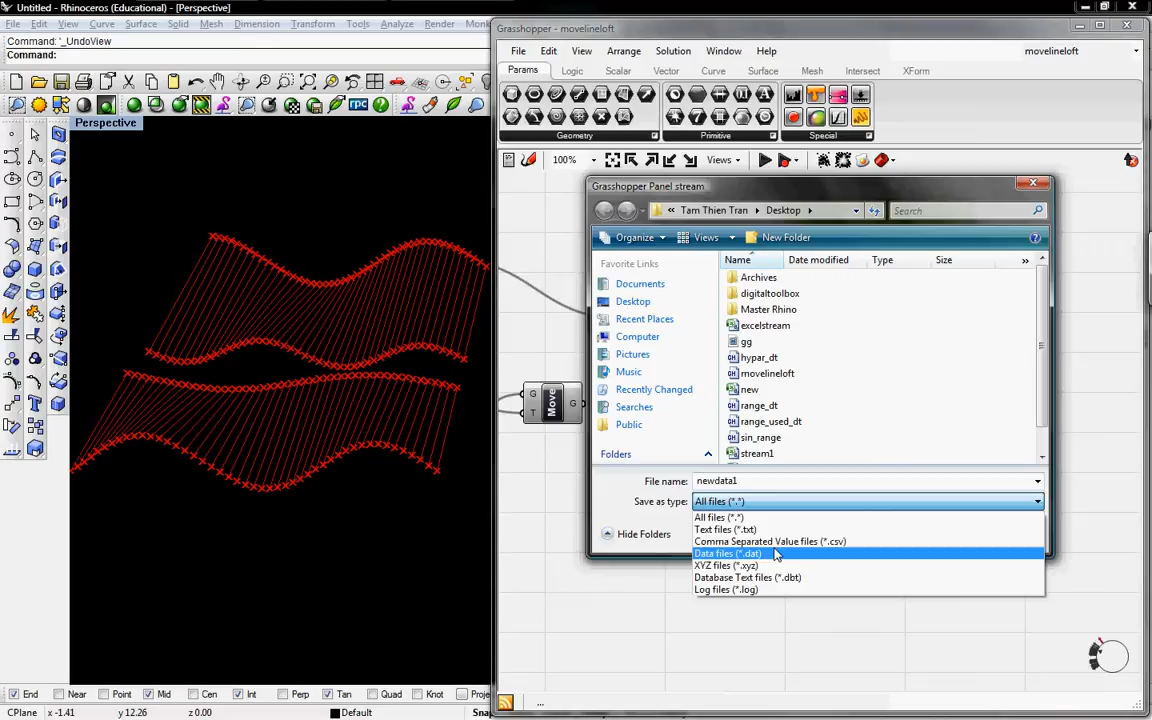 Untitled - Rhinoceros (Educational) - [Perspective]
File Edit View Curve Surface Solid Mesh Dimension Transform Tools Analyze Render
Command: '_UndoView
Command:
rpc
Perspective
Grasshopper - movelineloft
File Edit View Arrange Solution Window Help
movelineloft
Params Logic Scalar Vector Curve Surface Mesh Intersect XForm
Geometry
Primitive
Special
100%
Views
Grasshopper Panel stream
« Tam Thien Tran Desktop
Search
Organize Views New Folder
Favorite Links
Documents
Desktop
Recent Places
Computer
Pictures
Music
Recently Changed
Searches
Public
Folders
Name Date modified Type Size »
Archives
digitaltoolbox
Master Rhino
excelstream
gg
hypar_dt
movelineloft
new
range_dt
range_used_dt
sin_range
stream1
G
T
Move
G
File name: newdata1
Save as type: All files (*.*)
All files (*.*)
Text files (*.txt)
Comma Separated Value files (*.csv)
Data files (*.dat)
XYZ files (*.xyz)
Database Text files (*.dbt)
Log files (*.log)
Hide Folders
...
End Near Point Mid Cen Int Perp Tan Quad Knot
CPlane x -1.41 y 12.26 z 0.00 Default